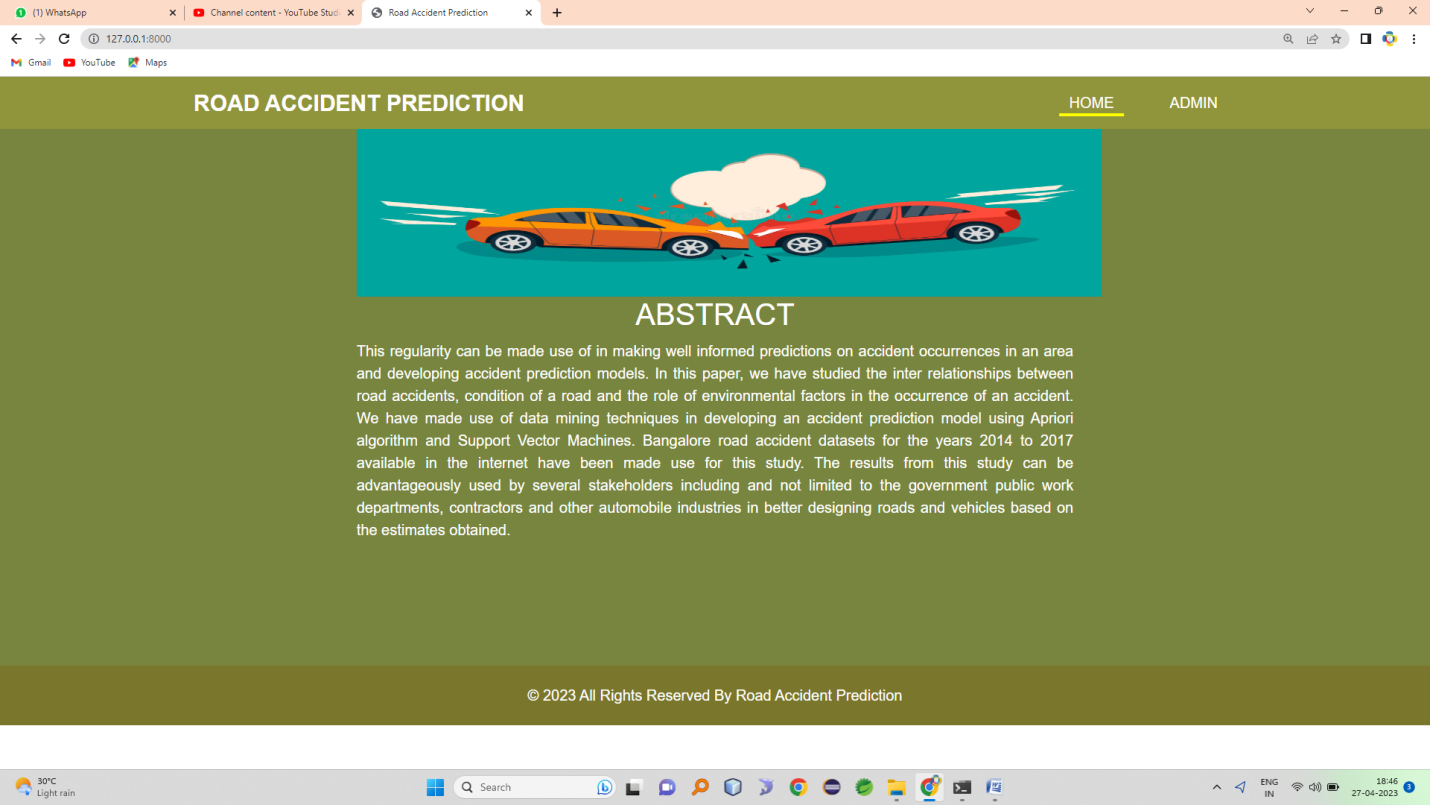 (1) WhatsApp
Channel content - YouTube Studi
Road Accident Prediction
127.0.0.1:8000
Gmail
YouTube
Maps
ROAD ACCIDENT PREDICTION
HOME
ADMIN
ABSTRACT
This regularity can be made use of in making well informed predictions on accident occurrences in an area
and developing accident prediction models. In this paper, we have studied the inter relationships between
road accidents, condition of a road and the role of environmental factors in the occurrence of an accident.
We have made use of data mining techniques in developing an accident prediction model using Apriori
algorithm and Support Vector Machines. Bangalore road accident datasets for the years 2014 to 2017
available in the internet have been made use for this study. The results from this study can be
advantageously used by several stakeholders including and not limited to the government public work
departments, contractors and other automobile industries in better designing roads and vehicles based on
the estimates obtained.
© 2023 All Rights Reserved By Road Accident Prediction
30°C
Light rain
Search
ENG
IN
18:46
27-04-2023
3